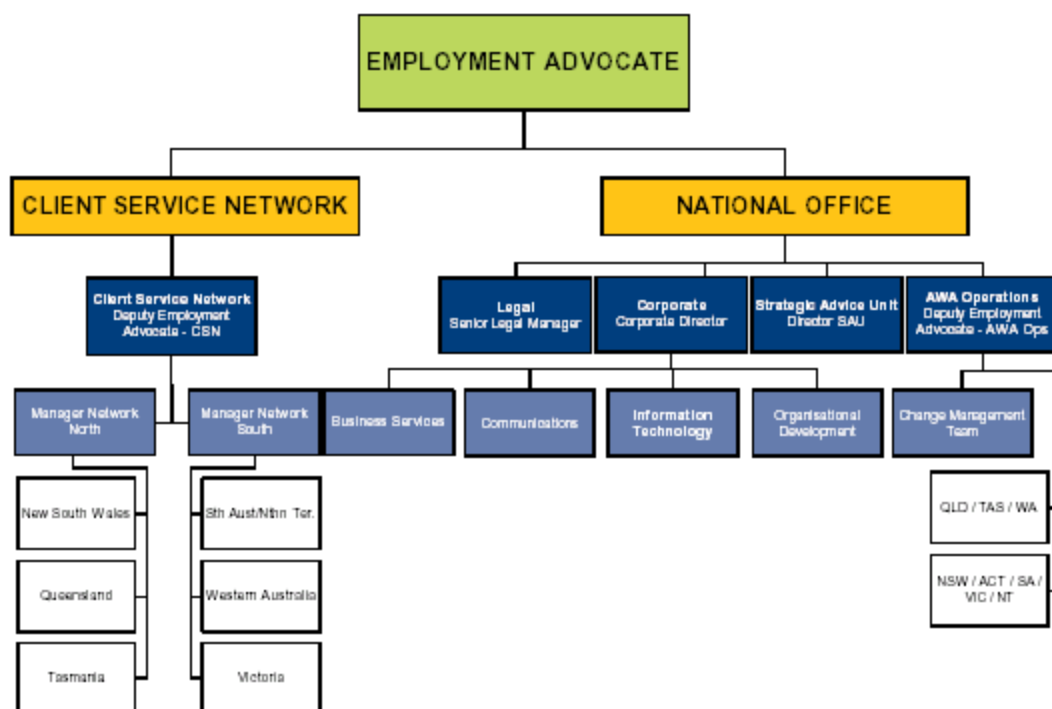 EMPLOYMENT ADVOCATE
CLIENT SERVICE NETWORK
NATIONAL OFFICE
Client Service Network
Deputy Employment
Advocate - CSN
Legal
Senior Legal Manager
Corporate
Corporate Director
Strategic Advice Unit
Director SAU
AWA Operations
Deputy Employment
Advocate - AWA Ops
Manager Network
North
Manager Network
South
Business Services
Communications
Information
Technology
Organisational
Development
Change Management
Team
New South Wales
Sth Aust/Nthn Ter.
QLD / TAS / WA
Queensland
Western Australia
NSW / ACT / SA /
VIC / NT
Tasmania
Victoria